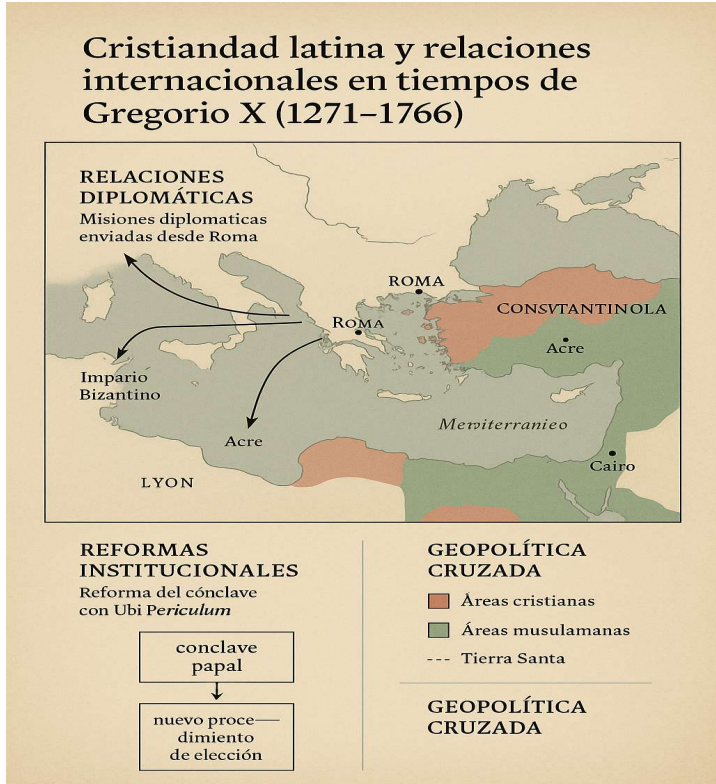 Cristiandad latina y relaciones
internacionales en tiempos de
Gregorio X (1271–1766)
RELACIONES
DIPLOMÁTICAS
Misiones diplomaticas
enviadas desde Roma
ROMA
ROMA
CONSVTANTINOLA
Acre
Impario
Bizantino
Acre
Mewiterranieo
Cairo
LYON
REFORMAS
INSTITUCIONALES
Reforma del cónclave
con Ubi Periculum
conclave
papal
nuevo proce—
dimiento
de elección
GEOPOLÍTICA
CRUZADA
Áreas cristianas
Áreas musulamanas
Tierra Santa
GEOPOLÍTICA
CRUZADA